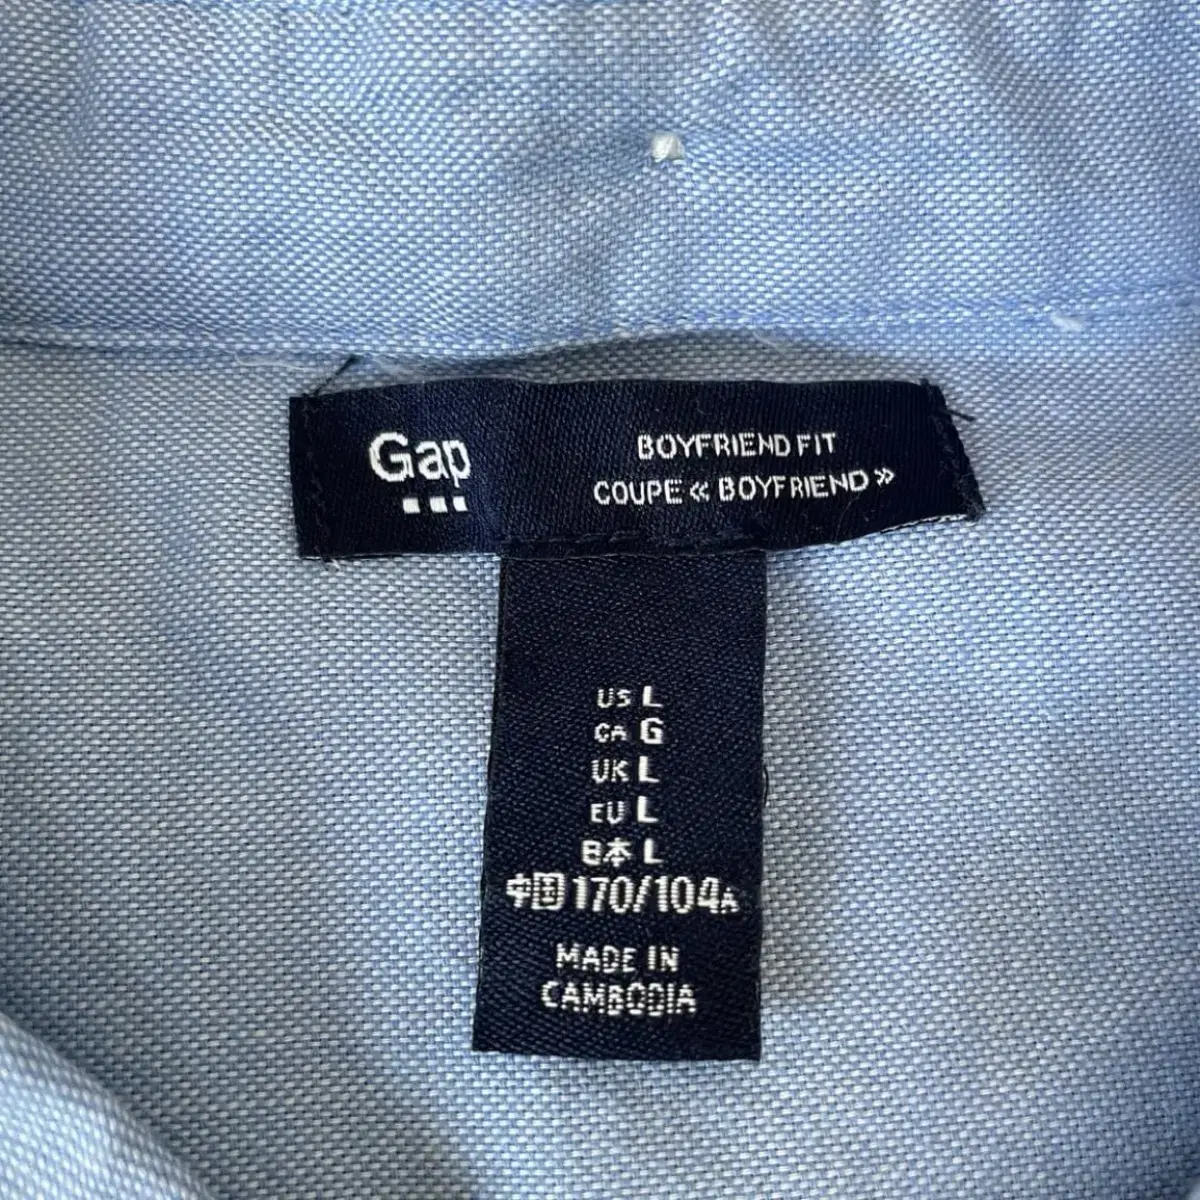 Gap
BOYFRIEND FIT
COUPE « BOYFRIEND »
US L
CA G
UK L
EU L
日本 L
中国 170/104A
MADE IN
CAMBODIA